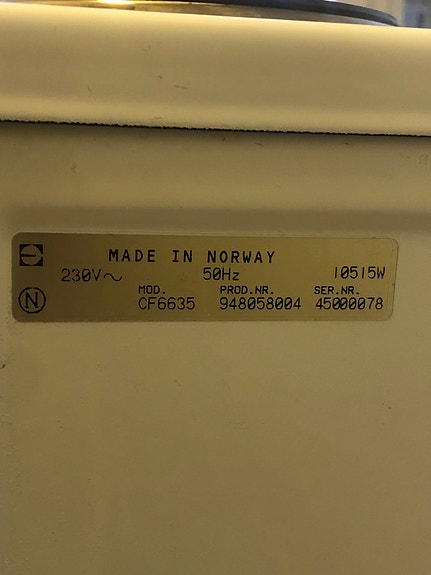 MADE IN NORWAY
230V~ 50Hz 10515W
MOD. PROD.NR. SER.NR.
CF6635 948058004 45000078
N